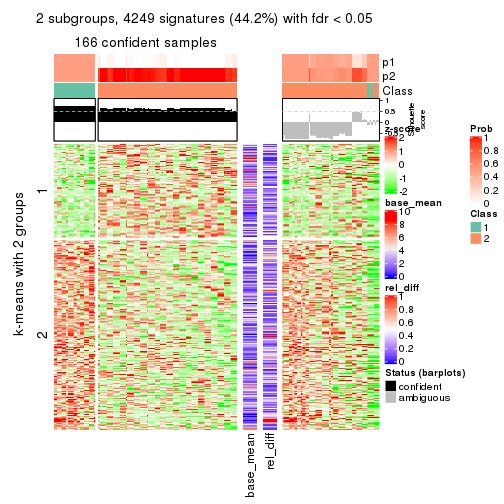 2 subgroups, 4249 signatures (44.2%) with fdr < 0.05
166 confident samples
p1
p2
Class
1
0.5
0
0.5
Silhouette
score
k-means with 2 groups
1
2
base_mean
rel_diff
z-score
2
1
0
-1
-2
base_mean
10
8
6
4
2
0
rel_diff
1
0.8
0.6
0.4
0.2
0
Status (barplots)
confident
ambiguous
Prob
1
0.8
0.6
0.4
0.2
0
Class
1
2